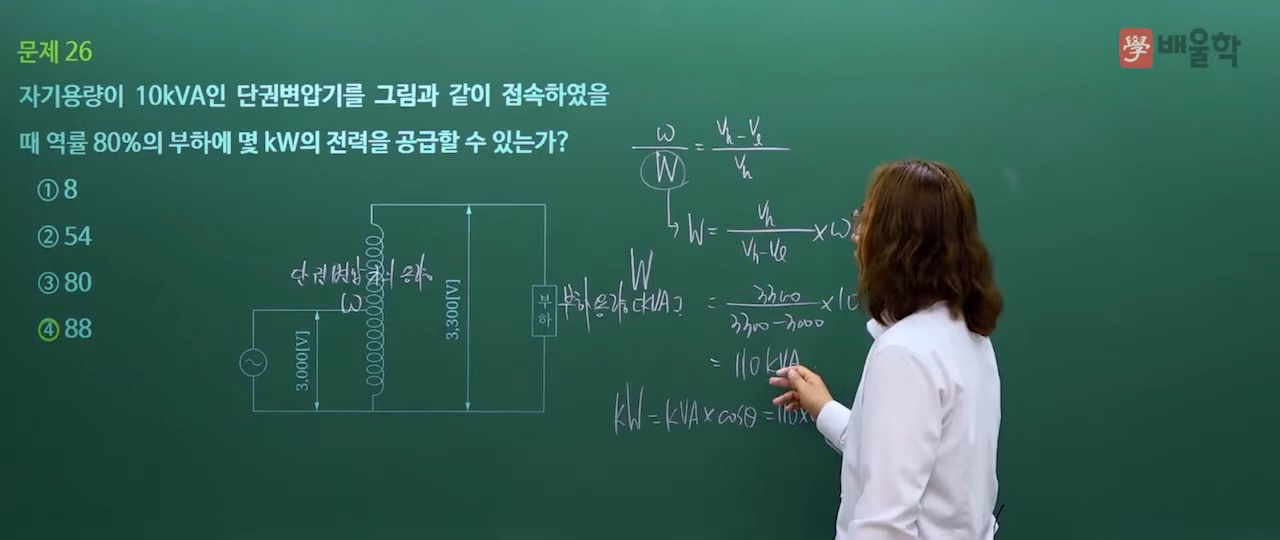 學 배울학
문제 26
자기용량이 10kVA인 단권변압기를 그림과 같이 접속하였을
때 역률 80%의 부하에 몇 kW의 전력을 공급할 수 있는가?
① 8
② 54
③ 80
④ 88
3,000[V]
단권변압기의 용량
ω
3,300[V]
부하
W
부하용량[kVA]
ω/W = (Vh - Vl)/Vh
W = Vh/(Vh-Vl) × ω
= 3300/(3300-3000) × 10
= 110 kVA
kW = kVA × cosθ = 110 ×